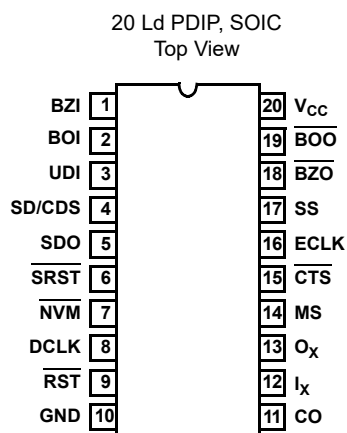 20 Ld PDIP, SOIC
Top View
BZI 1 20 VCC
BOI 2 19 BOO
UDI 3 18 BZO
SD/CDS 4 17 SS
SDO 5 16 ECLK
SRST 6 15 CTS
NVM 7 14 MS
DCLK 8 13 OX
RST 9 12 IX
GND 10 11 CO